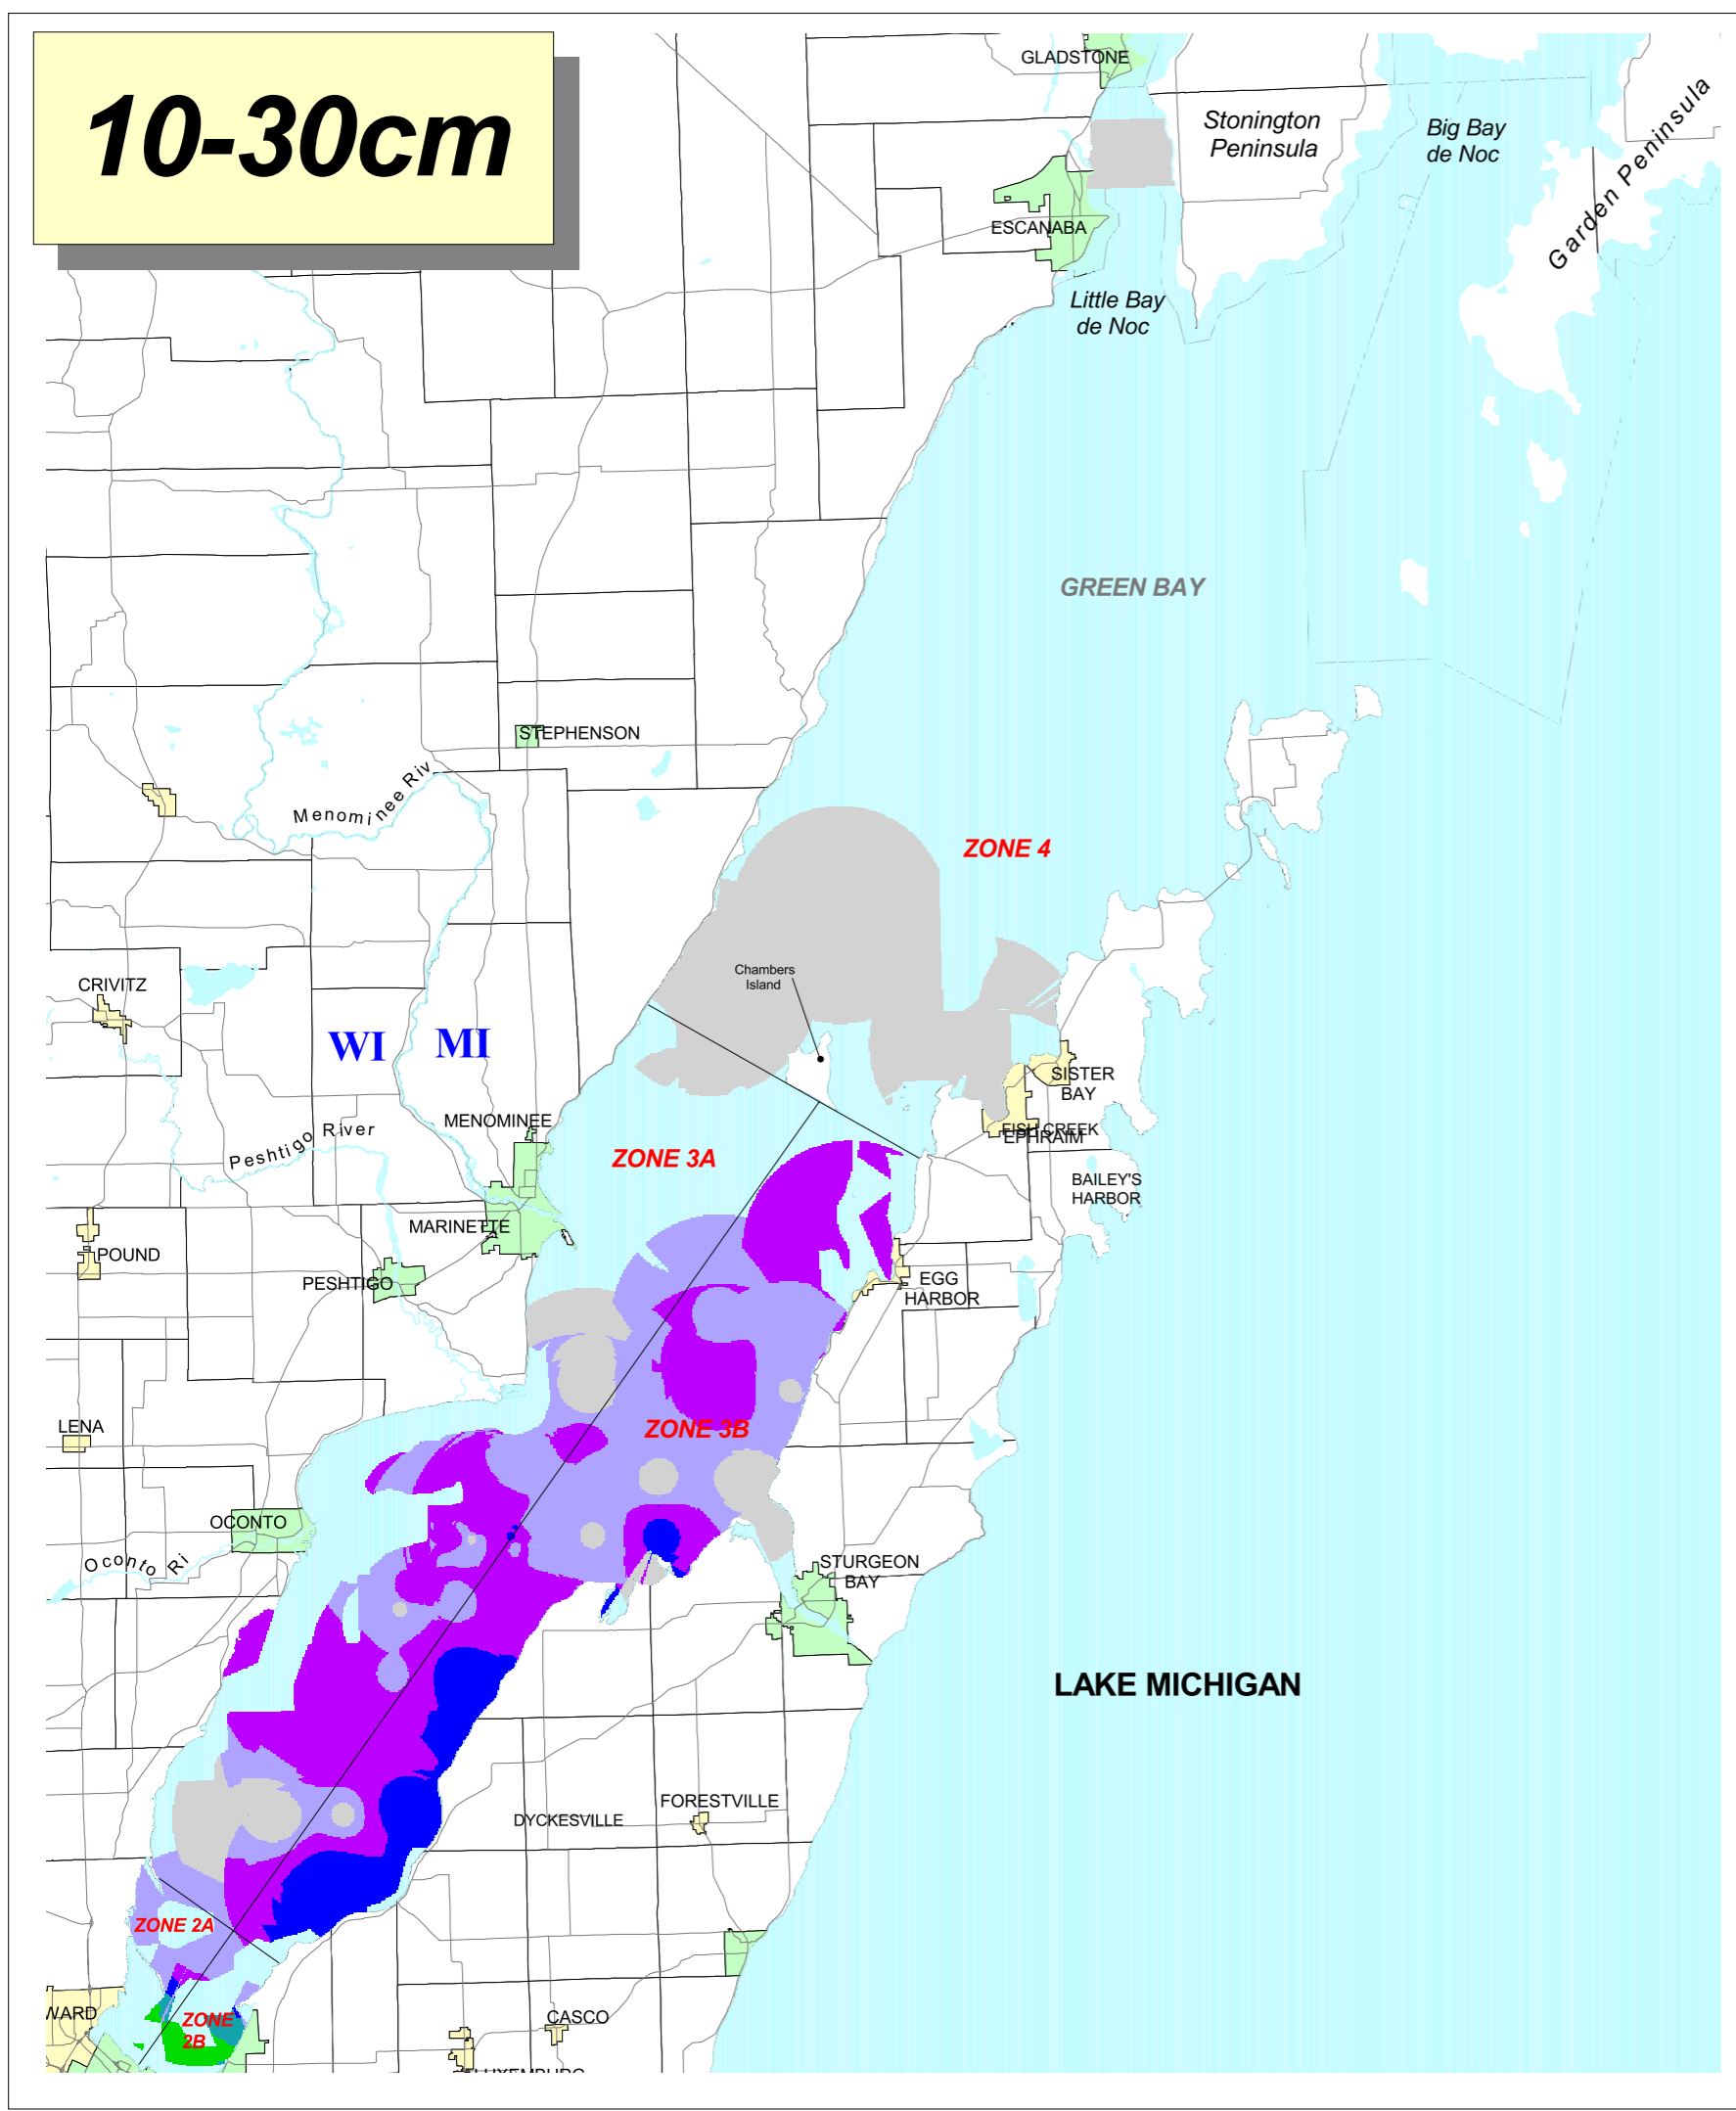 10-30cm
GLADSTONE
Stonington
Peninsula
Big Bay
de Noc
Garden Peninsula
ESCANABA
Little Bay
de Noc
GREEN BAY
STEPHENSON
Menominee Riv
ZONE 4
Chambers
Island
CRIVITZ
WI
MI
SISTER
BAY
MENOMINEE
FISH CREEK
EPHRAIM
Peshtigo River
ZONE 3A
BAILEY'S
HARBOR
MARINETTE
POUND
PESHTIGO
EGG
HARBOR
LENA
ZONE 3B
OCONTO
Oconto Ri
STURGEON
BAY
LAKE MICHIGAN
FORESTVILLE
DYCKESVILLE
ZONE 2A
WARD
ZONE
2B
CASCO